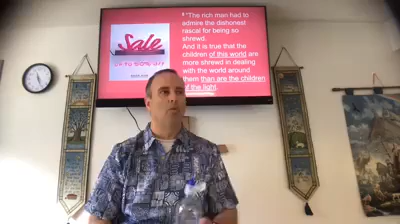 Sale
"The rich man had to
admire the dishonest
rascal for being so
shrewd.
And it is true that the
children of this world are
more shrewd in dealing
with the world around
them than are the children
of the light.